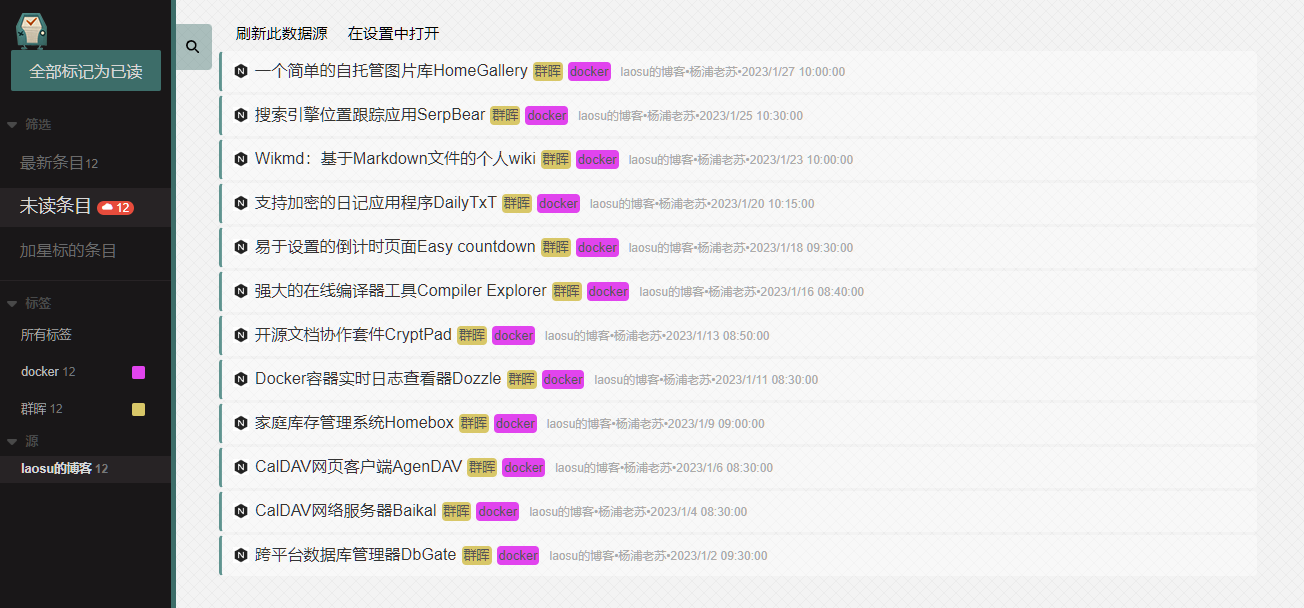 全部标记为已读
筛选
最新条目12
未读条目 12
加星标的条目
标签
所有标签
docker 12
群晖 12
源
laosu的博客 12
刷新此数据源 在设置中打开
一个简单的自托管图片库HomeGallery 群晖 docker laosu的博客•杨浦老苏•2023/1/27 10:00:00
搜索引擎位置跟踪应用SerpBear 群晖 docker laosu的博客•杨浦老苏•2023/1/25 10:30:00
Wikmd：基于Markdown文件的个人wiki 群晖 docker laosu的博客•杨浦老苏•2023/1/23 10:00:00
支持加密的日记应用程序DailyTxT 群晖 docker laosu的博客•杨浦老苏•2023/1/20 10:15:00
易于设置的倒计时页面Easy countdown 群晖 docker laosu的博客•杨浦老苏•2023/1/18 09:30:00
强大的在线编译器工具Compiler Explorer 群晖 docker laosu的博客•杨浦老苏•2023/1/16 08:40:00
开源文档协作套件CryptPad 群晖 docker laosu的博客•杨浦老苏•2023/1/13 08:50:00
Docker容器实时日志查看器Dozzle 群晖 docker laosu的博客•杨浦老苏•2023/1/11 08:30:00
家庭库存管理系统Homebox 群晖 docker laosu的博客•杨浦老苏•2023/1/9 09:00:00
CalDAV网页客户端AgenDAV 群晖 docker laosu的博客•杨浦老苏•2023/1/6 08:30:00
CalDAV网络服务器Baikal 群晖 docker laosu的博客•杨浦老苏•2023/1/4 08:30:00
跨平台数据库管理器DbGate 群晖 docker laosu的博客•杨浦老苏•2023/1/2 09:30:00